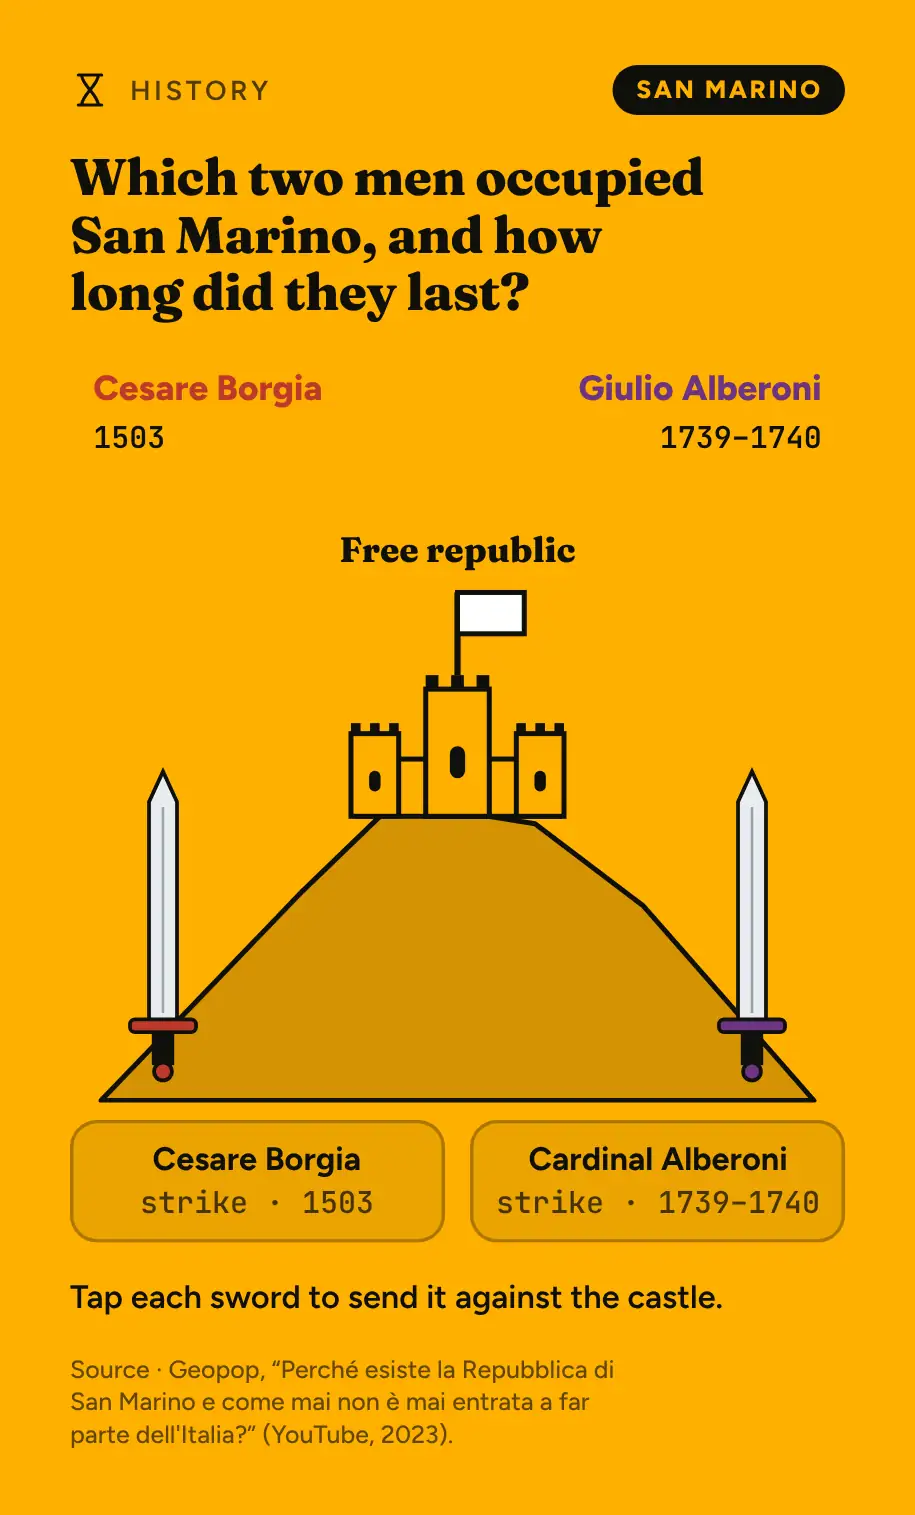 HISTORY
SAN MARINO
Which two men occupied
San Marino, and how
long did they last?
Cesare Borgia
1503
Giulio Alberoni
1739–1740
Free republic
Cesare Borgia
strike · 1503
Cardinal Alberoni
strike · 1739–1740
Tap each sword to send it against the castle.
Source · Geopop, “Perché esiste la Repubblica di
San Marino e come mai non è mai entrata a far
parte dell'Italia?” (YouTube, 2023).